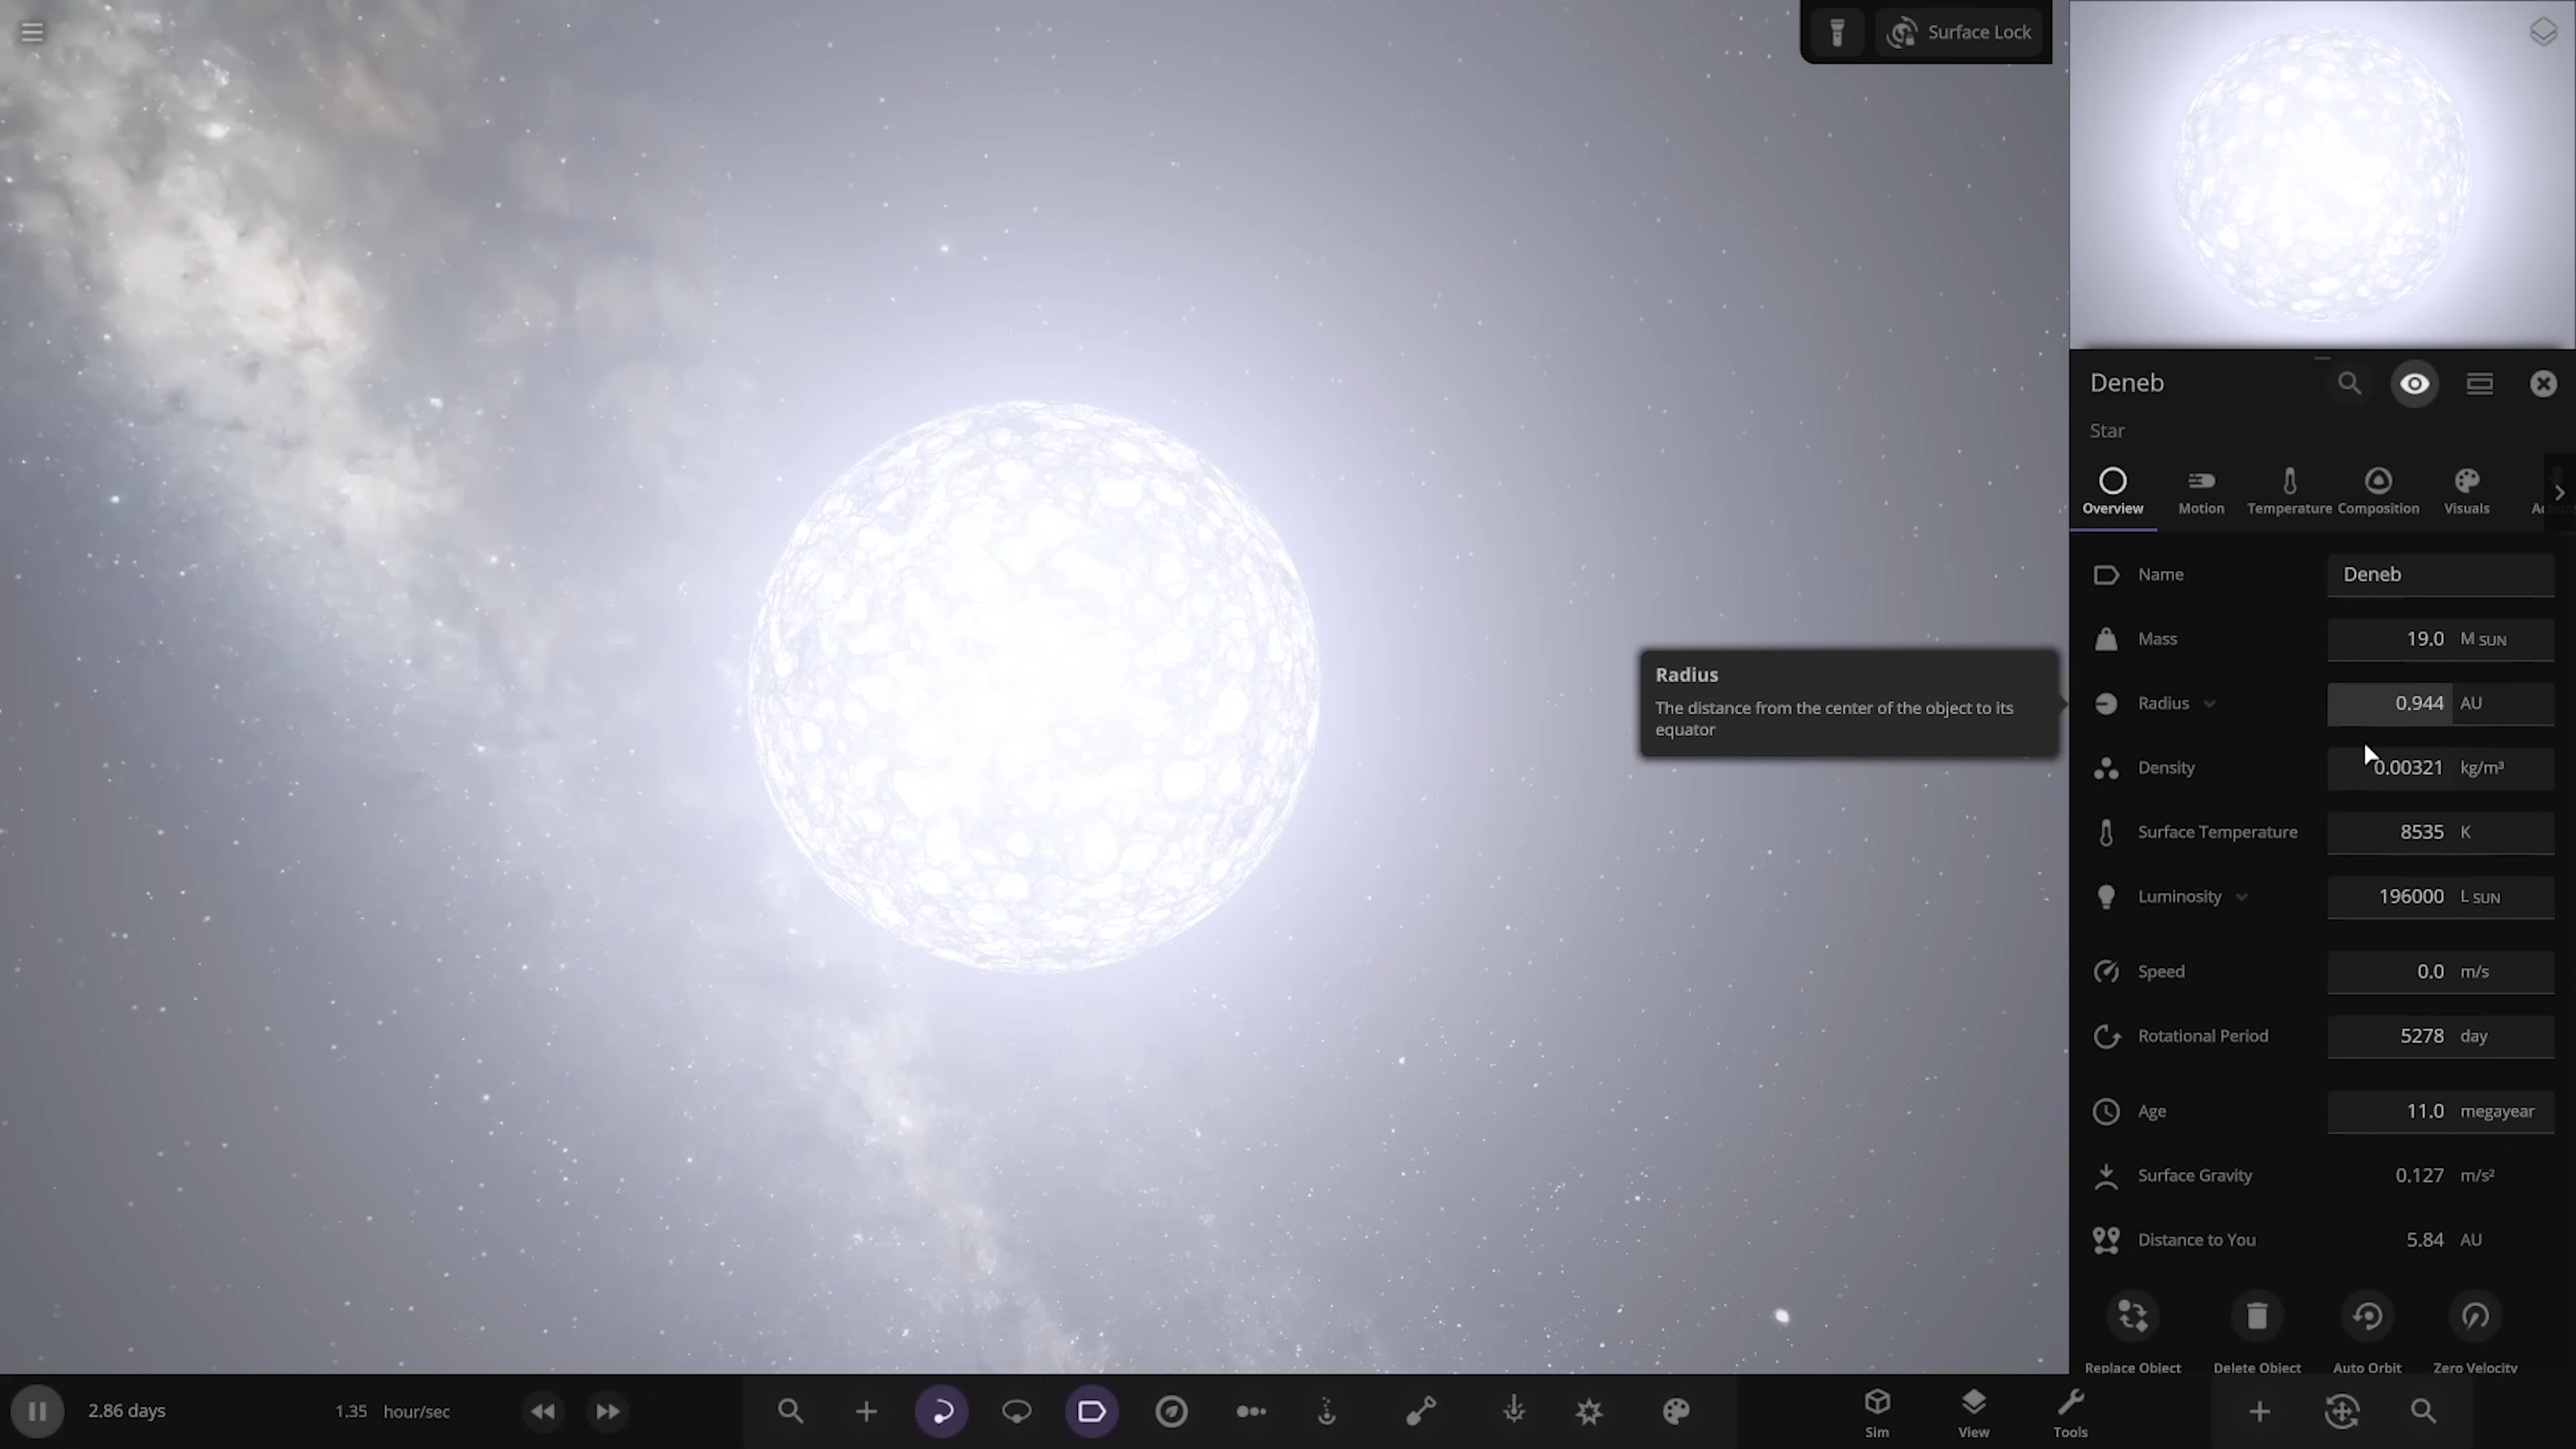 Surface Lock
Deneb
Star
Overview
Motion
Temperature
Composition
Visuals
Name Deneb
Mass 19.0 M SUN
Radius 0.944 AU
Radius
The distance from the center of the object to its
equator
Density 0.00321 kg/m³
Surface Temperature 8535 K
Luminosity 196000 L SUN
Speed 0.0 m/s
Rotational Period 5278 day
Age 11.0 megayear
Surface Gravity 0.127 m/s²
Distance to You 5.84 AU
Replace Object
Delete Object
Auto Orbit
Zero Velocity
2.86 days
1.35 hour/sec
Sim
View
Tools